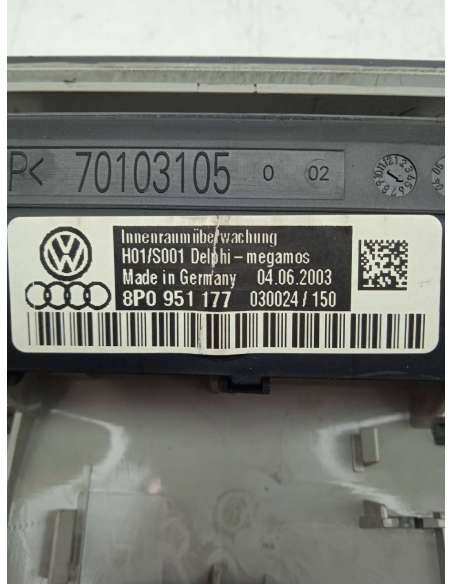 P< 70103105 0 02
Innenraumüberwachung
H01/S001 Delphi-megamos
Made in Germany 04.06.2003
8P0 951 177 030024/150